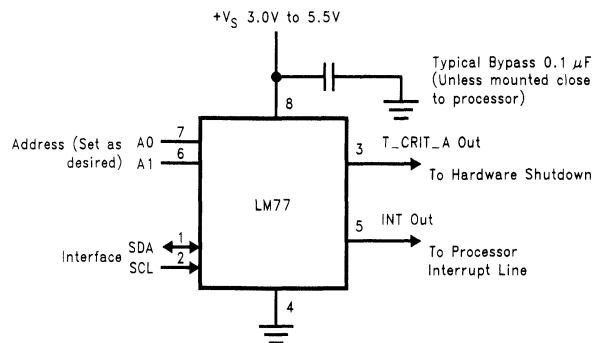 +VS 3.0V to 5.5V
Typical Bypass 0.1 μF
(Unless mounted close
to processor)
8
Address (Set as
desired)
A0 7
A1 6
3 T_CRIT_A Out
To Hardware Shutdown
LM77
5 INT Out
To Processor
Interrupt Line
Interface
SDA 1
SCL 2
4